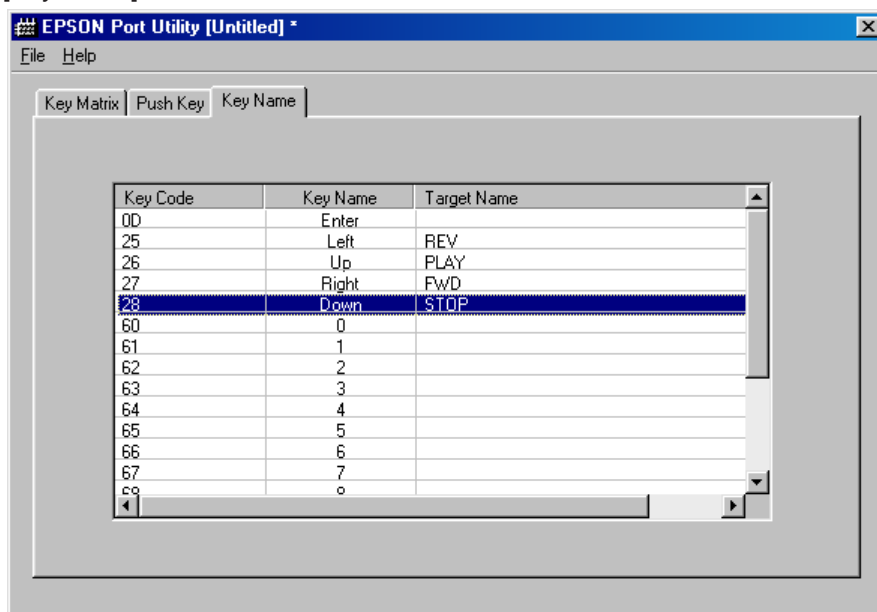 EPSON Port Utility [Untitled] *
File Help
Key Matrix Push Key Key Name
Key Code Key Name Target Name
0D Enter
25 Left REV
26 Up PLAY
27 Right FWD
28 Down STOP
60 0
61 1
62 2
63 3
64 4
65 5
66 6
67 7